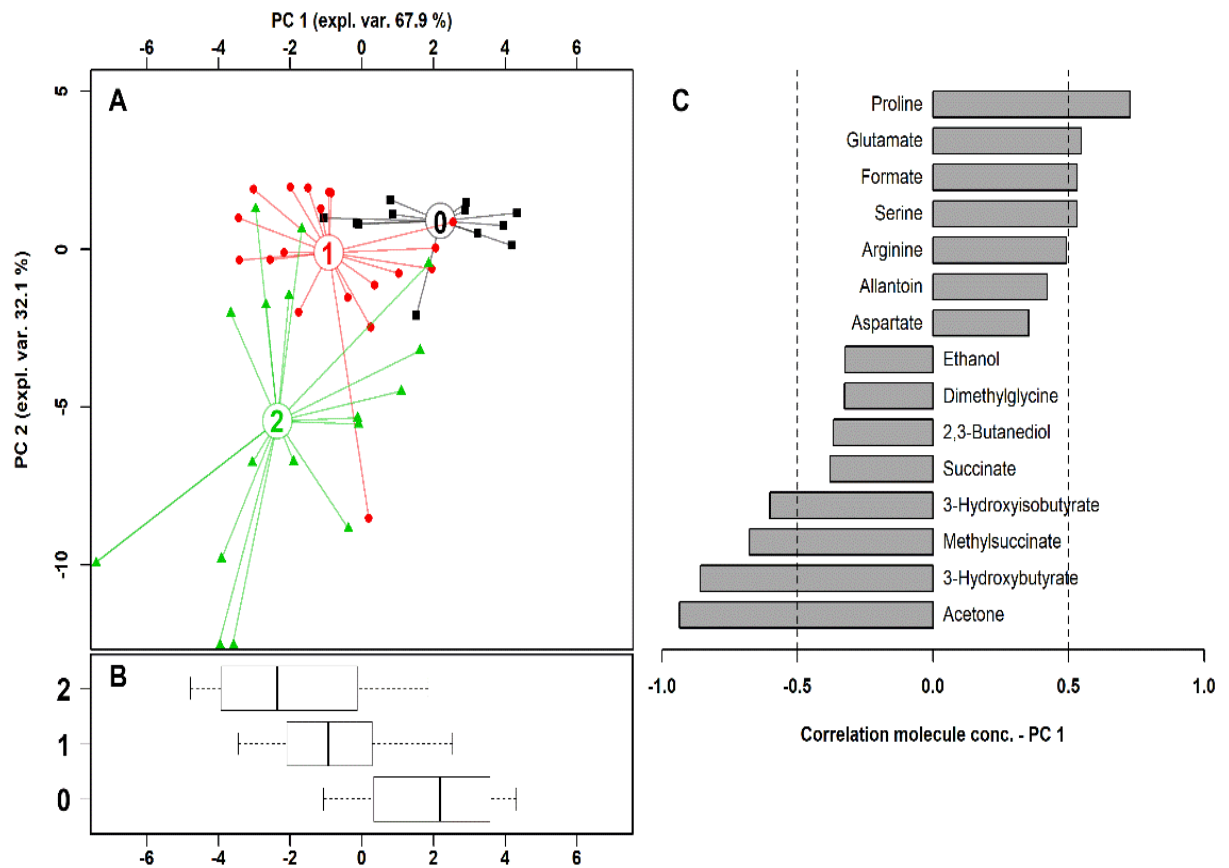 PC 1 (expl. var. 67.9 %)
-6 -4 -2 0 2 4 6
A
5
0
-5
-10
PC 2 (expl. var. 32.1 %)
0
1
2
B
2
1
0
-6 -4 -2 0 2 4 6
C
Proline
Glutamate
Formate
Serine
Arginine
Allantoin
Aspartate
Ethanol
Dimethylglycine
2,3-Butanediol
Succinate
3-Hydroxyisobutyrate
Methylsuccinate
3-Hydroxybutyrate
Acetone
-1.0 -0.5 0.0 0.5 1.0
Correlation molecule conc. - PC 1